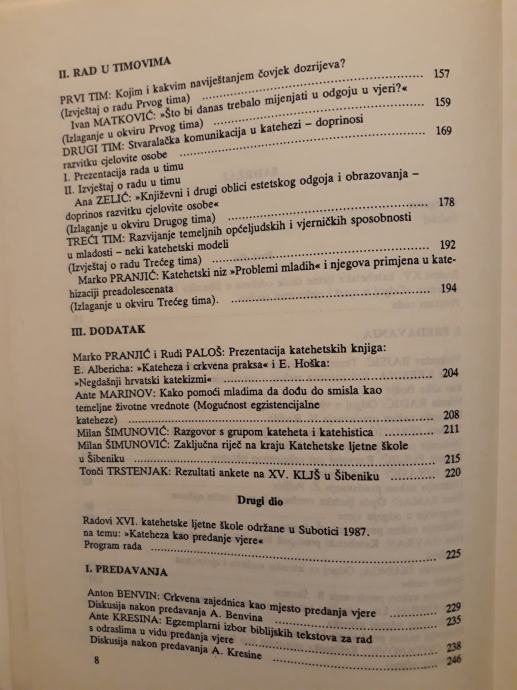 II. RAD U TIMOVIMA
PRVI TIM: Kojim i kakvim naviještanjem čovjek dozrijeva?
(Izvještaj o radu Prvog tima) ........ 157
Ivan MATKOVIĆ: »Što bi danas trebalo mijenjati u odgoju u vjeri?«
(Izlaganje u okviru Prvog tima) ........ 159
DRUGI TIM: Stvaralačka komunikacija u katehezi – doprinosi
razvitku cjelovite osobe ........ 169
I. Prezentacija rada u timu
II. Izvještaj o radu u timu
Ana ZELIĆ: »Književni i drugi oblici estetskog odgoja i obrazovanja –
doprinos razvitku cjelovite osobe«
(Izlaganje u okviru Drugog tima) ........ 178
TREĆI TIM: Razvijanje temeljnih općeljudskih i vjerničkih sposobnosti
u mladosti – neki katehetski modeli
(Izvještaj o radu Trećeg tima) ........ 192
Marko PRANJIĆ: Katehetski niz »Problemi mladih« i njegova primjena u kate-
hizaciji preadolescenata
(Izlaganje u okviru Trećeg tima). ........ 194
III. DODATAK
Marko PRANJIĆ i Rudi PALOŠ: Prezentacija katehetskih knjiga:
E. Albericha: »Kateheza i crkvena praksa« i E. Hoška:
»Negdašnji hrvatski katekizmi« ........ 204
Ante MARINOV: Kako pomoći mladima da dođu do smisla kao
temeljne životne vrednote (Mogućnost egzistencijalne
kateheze) ........ 208
Milan ŠIMUNOVIĆ: Razgovor s grupom kateheta i katehistica ........ 211
Milan ŠIMUNOVIĆ: Zaključna riječ na kraju Katehetske ljetne škole
u Šibeniku ........ 215
Tonči TRSTENJAK: Rezultati ankete na XV. KLJŠ u Šibeniku ........ 220
Drugi dio
Radovi XVI. katehetske ljetne škole održane u Subotici 1987.
na temu: »Kateheza kao predanje vjere«
Program rada ........ 225
I. PREDAVANJA
Anton BENVIN: Crkvena zajednica kao mjesto predanja vjere ........ 229
Diskusija nakon predavanja A. Benvina ........ 235
Ante KRESINA: Egzemplarni izbor biblijskih tekstova za rad
s odraslima u vidu predaje vjere ........ 238
Diskusija nakon predavanja A. Kresine ........ 246
8